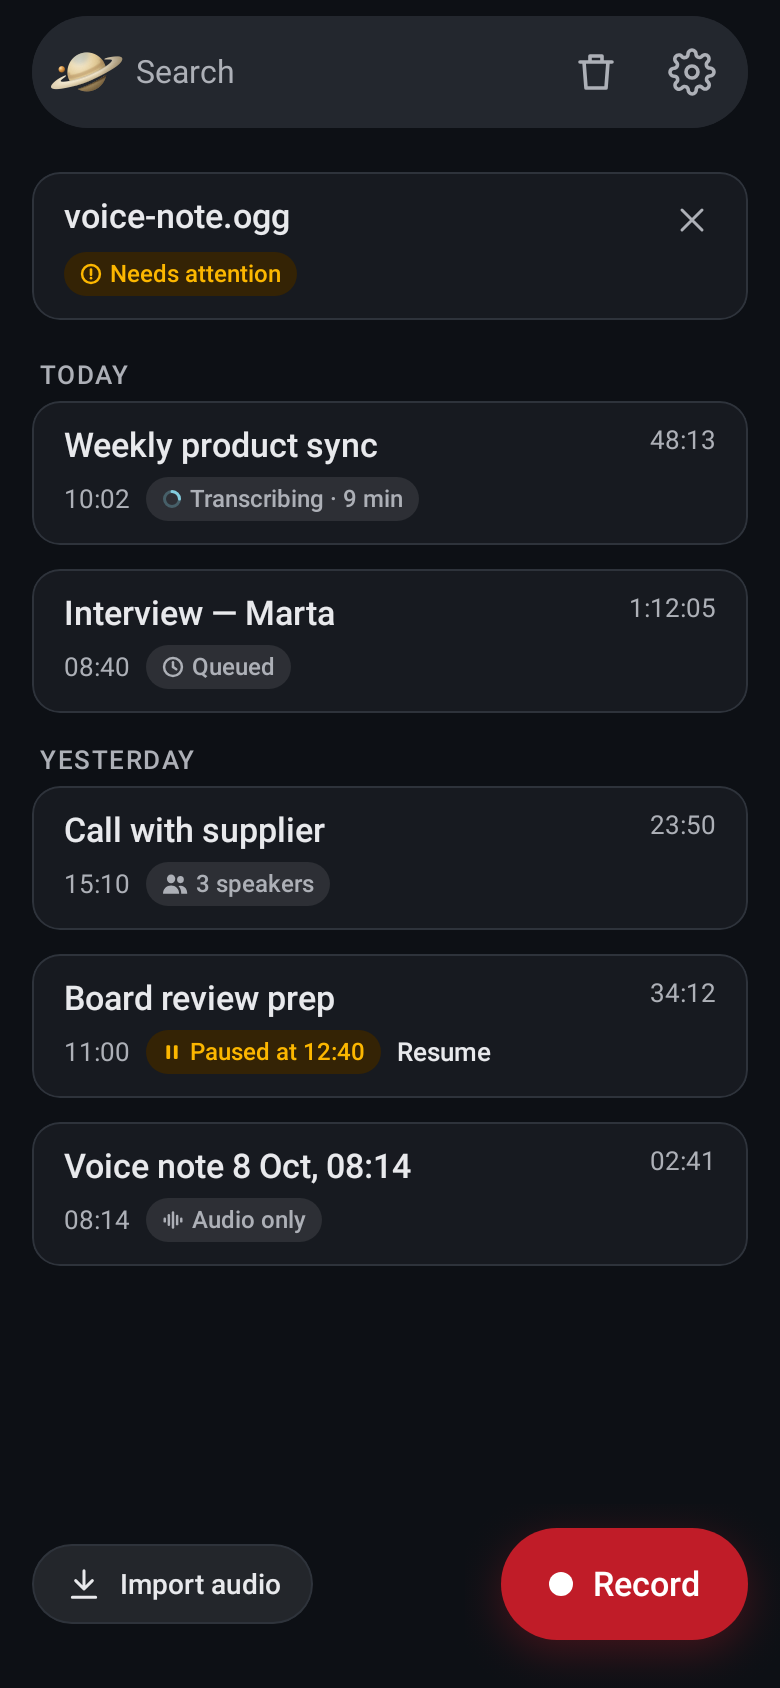 Search
voice-note.ogg
Needs attention
TODAY
Weekly product sync
48:13
10:02 Transcribing · 9 min
Interview — Marta
1:12:05
08:40 Queued
YESTERDAY
Call with supplier
23:50
15:10 3 speakers
Board review prep
34:12
11:00 Paused at 12:40 Resume
Voice note 8 Oct, 08:14
02:41
08:14 Audio only
Import audio
Record